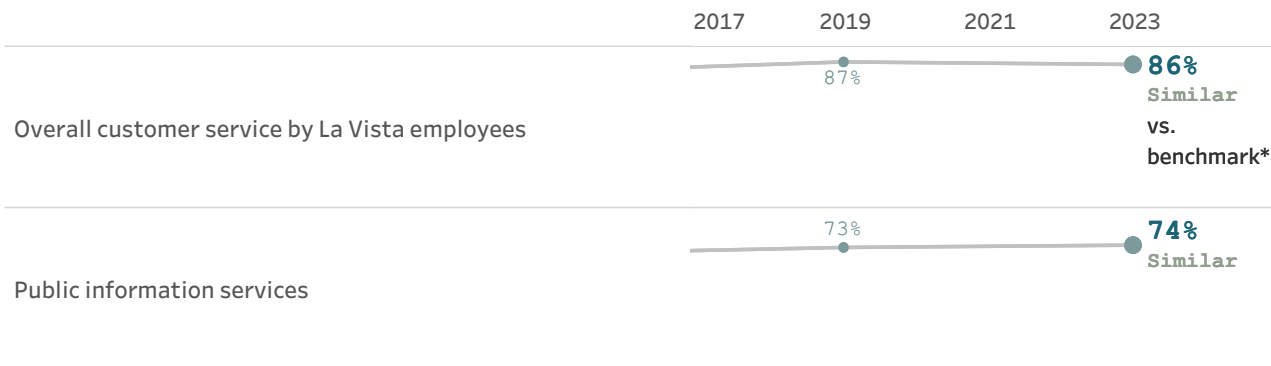 2017 2019 2021 2023
86%
87%
Similar
Overall customer service by La Vista employees
vs.
benchmark*
73%
74%
Similar
Public information services